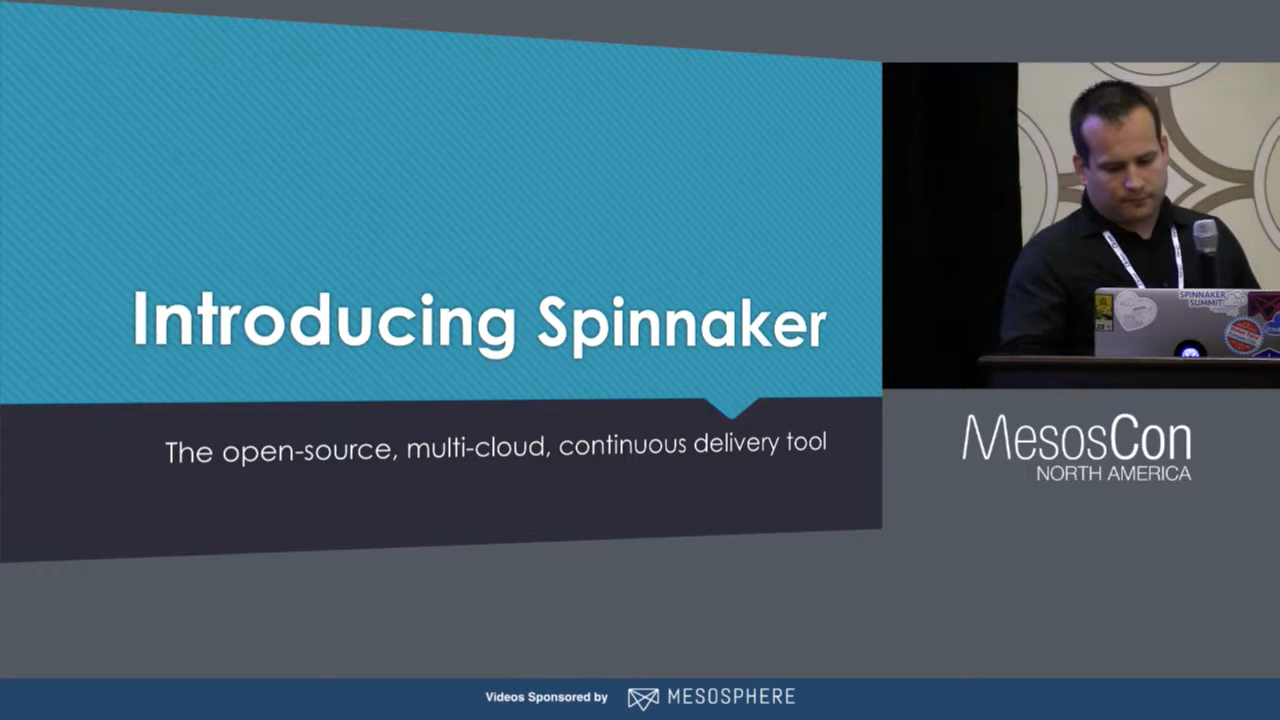 Introducing Spinnaker
The open-source, multi-cloud, continuous delivery tool
SPINNAKER
SUMMIT
MesosCon
NORTH AMERICA
Videos Sponsored by
MESOSPHERE